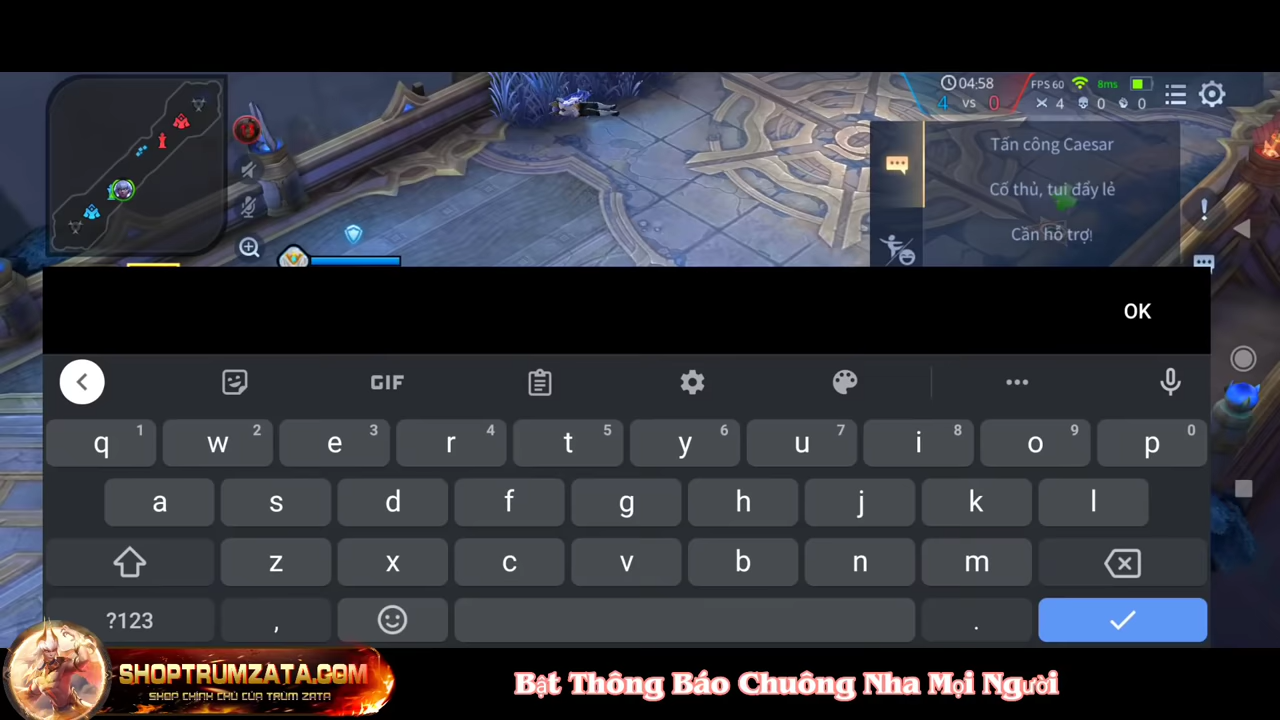 04:58
FPS 60 8ms
4 vs 0
4 0 0
Tấn công Caesar
Cố thủ, tui đẩy lẻ
Cần hỗ trợ!
OK
GIF
q 1 w 2 e 3 r 4 t 5 y 6 u 7 i 8 o 9 p 0
a s d f g h j k l
z x c v b n m
?123 , .
SHOPTRUMZATA.COM
SHOP CHÍNH CHỦ CỦA TRÙM ZATA
Bật Thông Báo Chuông Nha Mọi Người